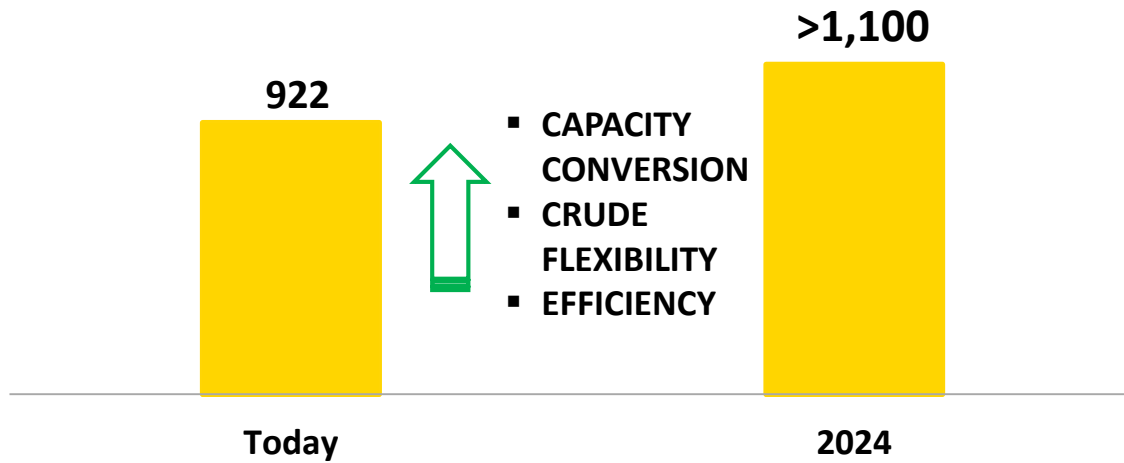 >1,100
922
▪ CAPACITY
CONVERSION
▪ CRUDE
FLEXIBILITY
▪ EFFICIENCY
Today
2024